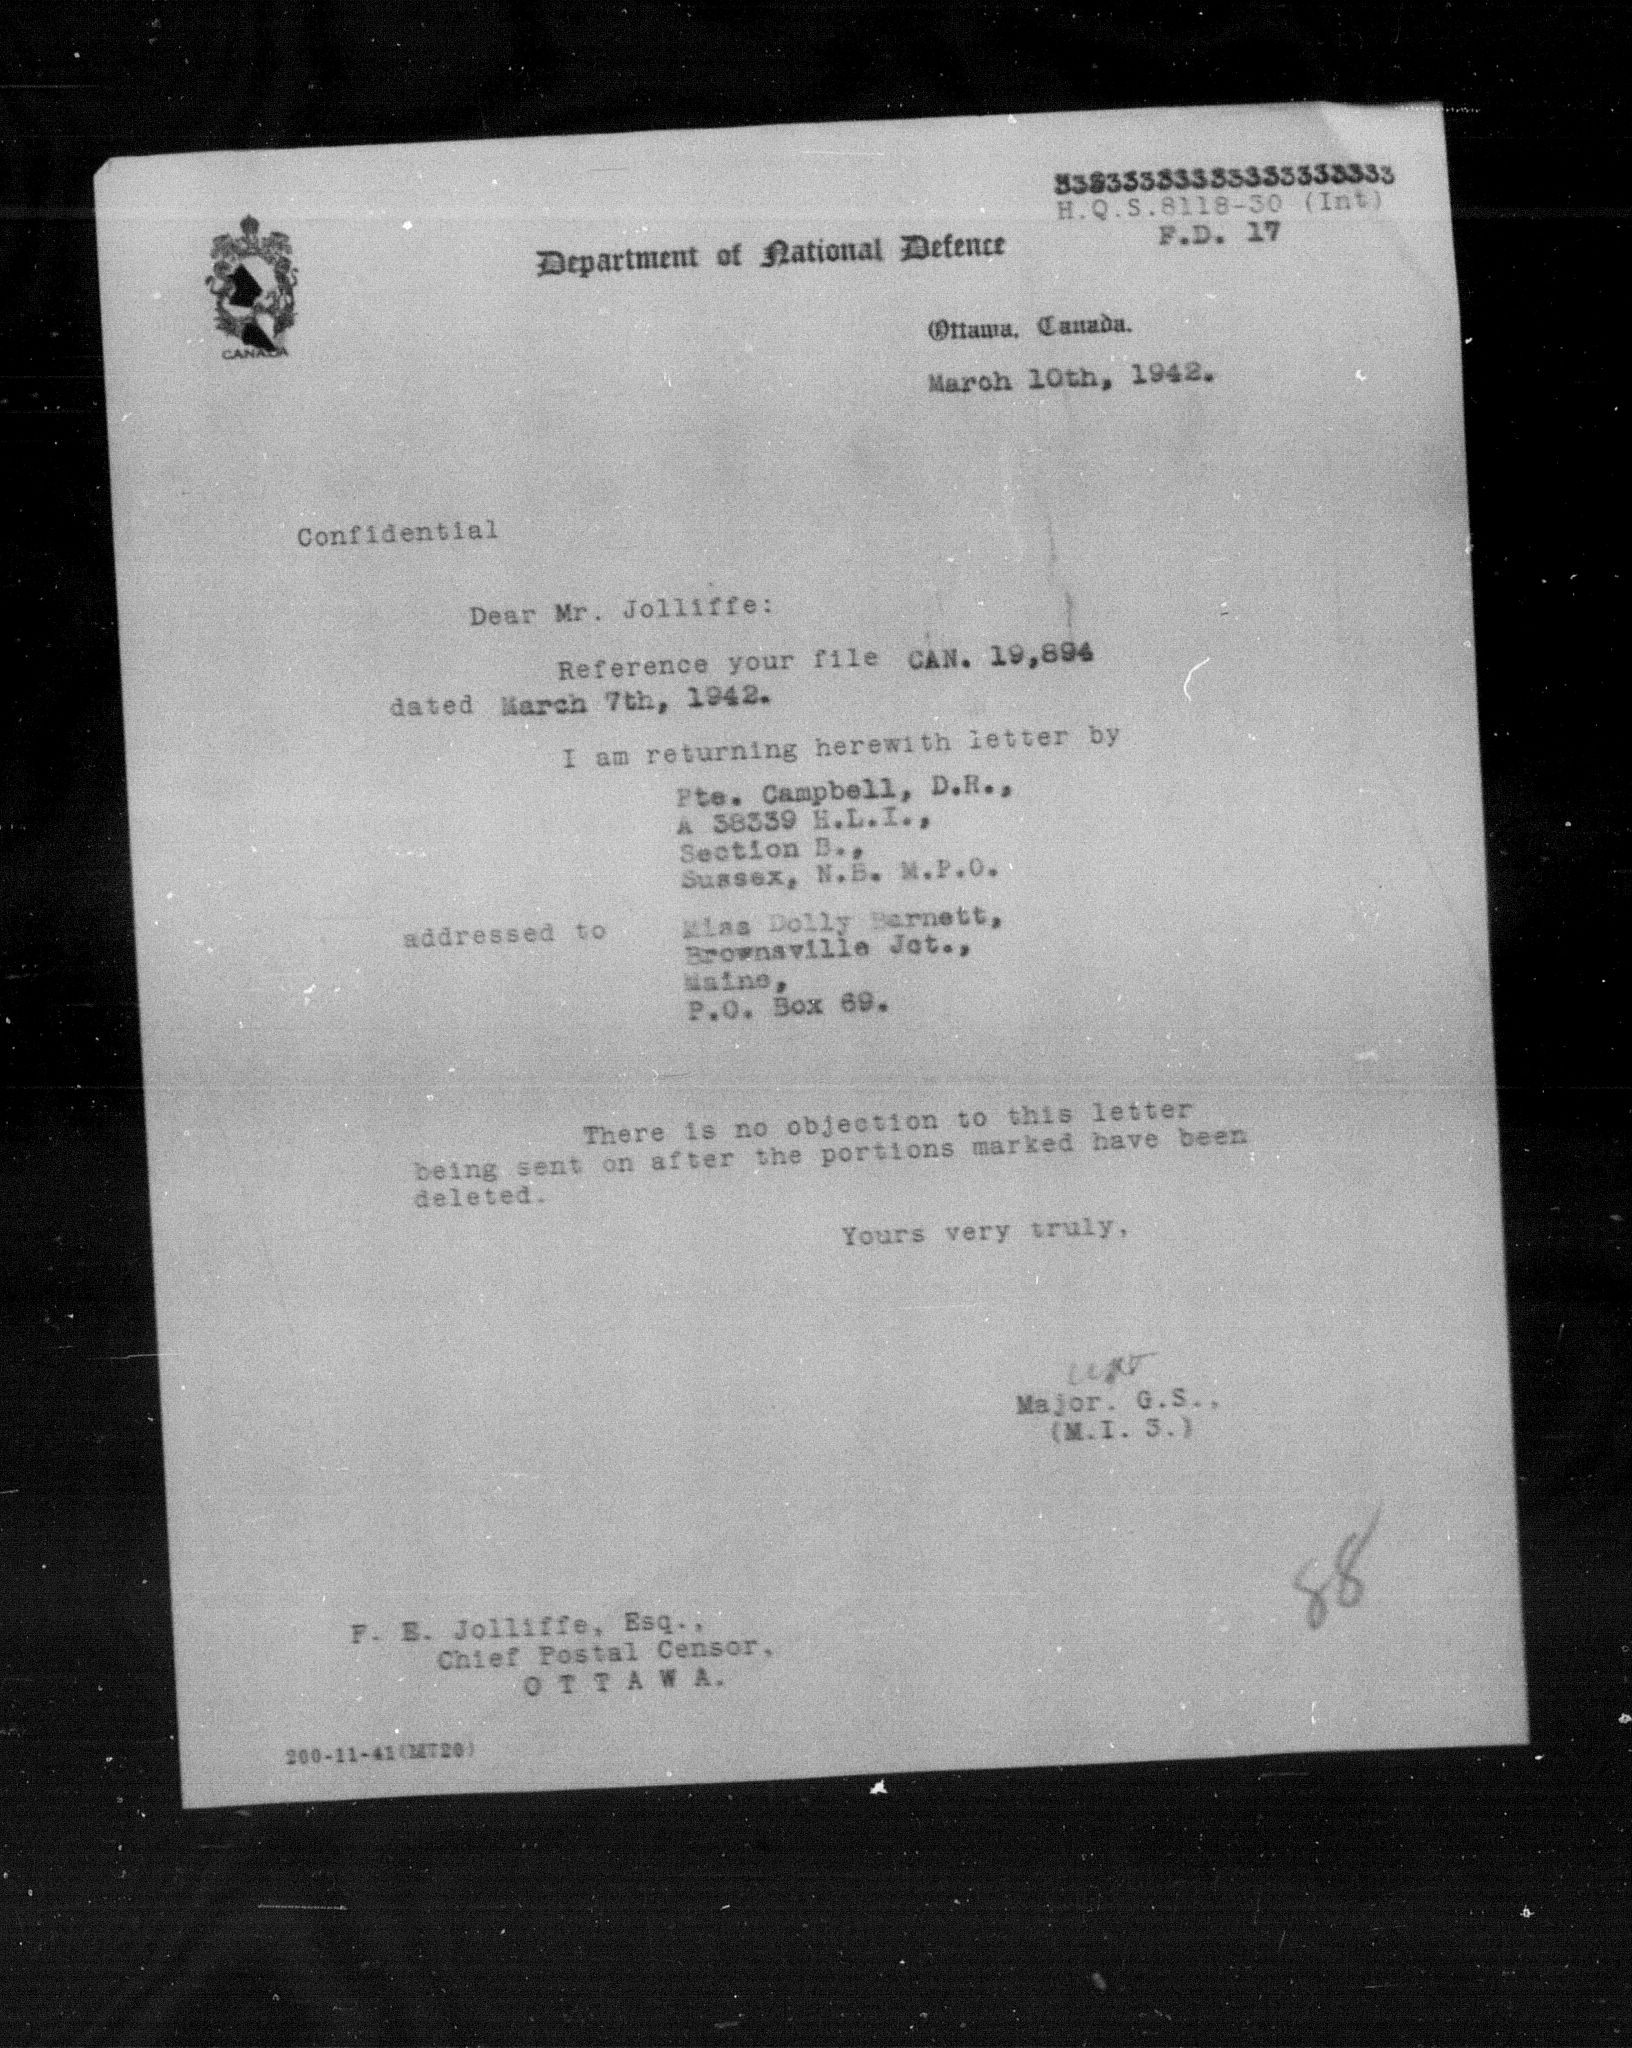 H.Q.S.8118-30 (Int)
F.D. 17
CANADA
Department of National Defence
Ottawa, Canada.
March 10th, 1942.
Confidential
Dear Mr. Jolliffe:
Reference your file CAN. 19,894
dated March 7th, 1942.
I am returning herewith letter by
Pte. Campbell, D.R.,
A 38339 H.L.I.,
Section B.,
Sussex, N.B. M.P.O.
addressed to Miss Dolly Barnett,
Brownsville Jct.,
Maine,
P.O. Box 69.
There is no objection to this letter
being sent on after the portions marked have been
deleted.
Yours very truly,
Major. G.S.,
(M.I. 3.)
88
F. E. Jolliffe, Esq.,
Chief Postal Censor,
O T T A W A.
200-11-41(MT20)